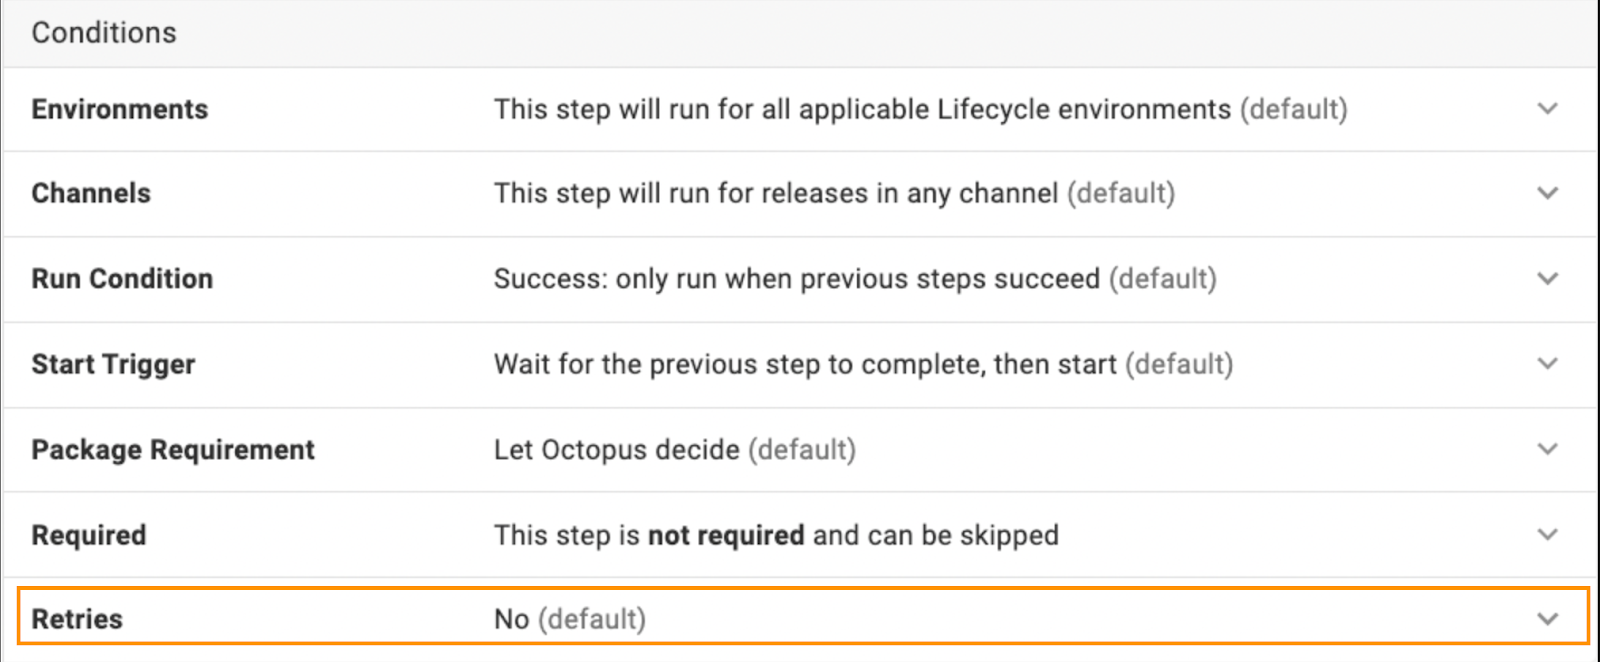 Conditions
Environments This step will run for all applicable Lifecycle environments (default)
Channels This step will run for releases in any channel (default)
Run Condition Success: only run when previous steps succeed (default)
Start Trigger Wait for the previous step to complete, then start (default)
Package Requirement Let Octopus decide (default)
Required This step is not required and can be skipped
Retries No (default)